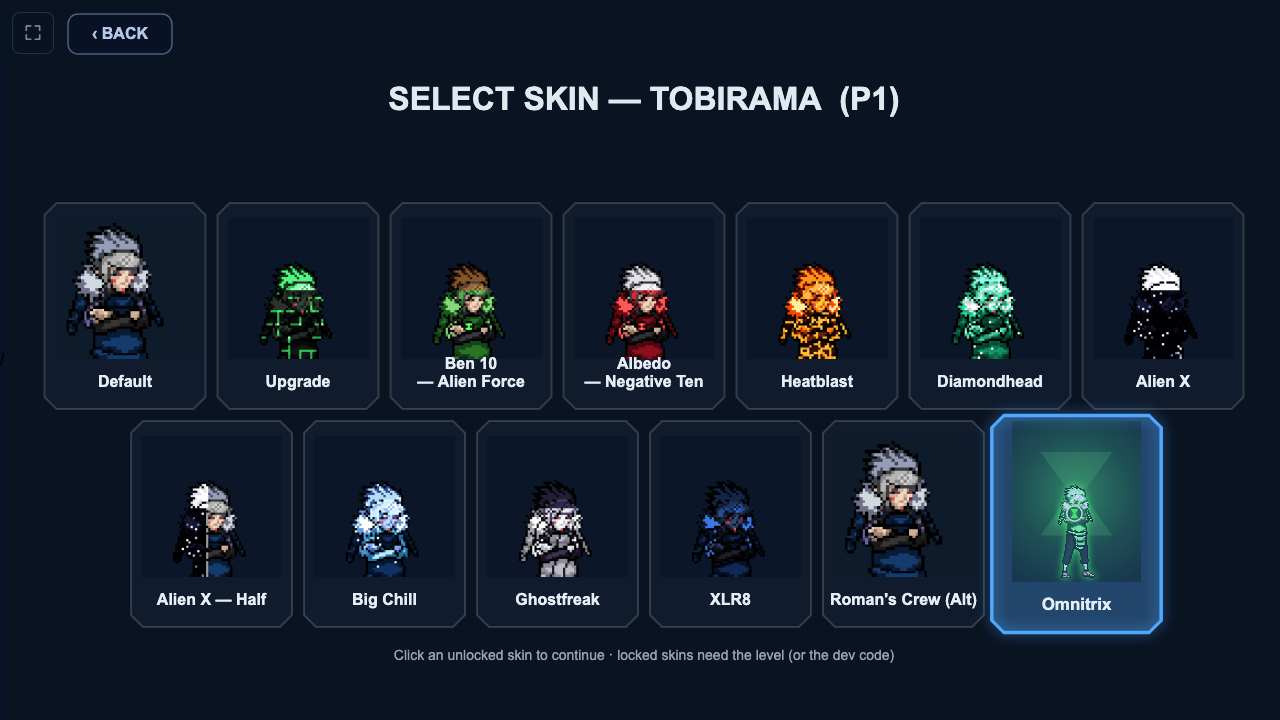 ‹ BACK
SELECT SKIN — TOBIRAMA (P1)
Default
Upgrade
Ben 10
— Alien Force
Albedo
— Negative Ten
Heatblast
Diamondhead
Alien X
Alien X — Half
Big Chill
Ghostfreak
XLR8
Roman's Crew (Alt)
Omnitrix
Click an unlocked skin to continue · locked skins need the level (or the dev code)